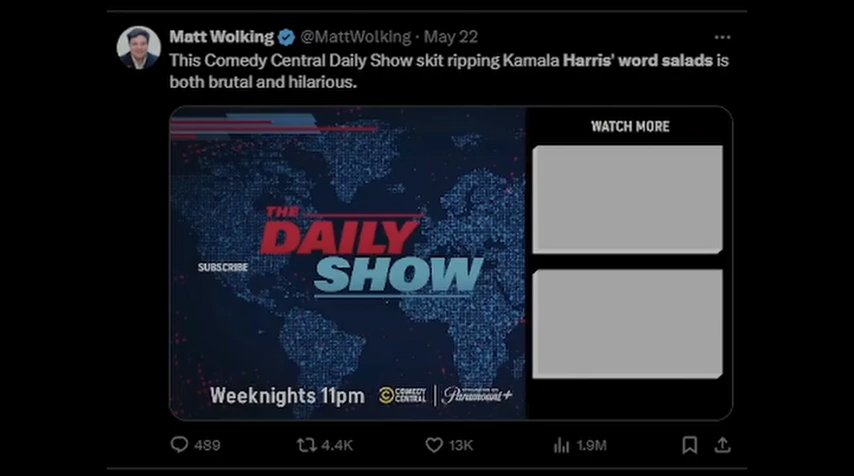 Matt Wolking @MattWolking · May 22
This Comedy Central Daily Show skit ripping Kamala Harris' word salads is
both brutal and hilarious.
WATCH MORE
THE
DAILY
SHOW
SUBSCRIBE
Weeknights 11pm
COMEDY
CENTRAL
Paramount+
489 4.4K 13K 1.9M